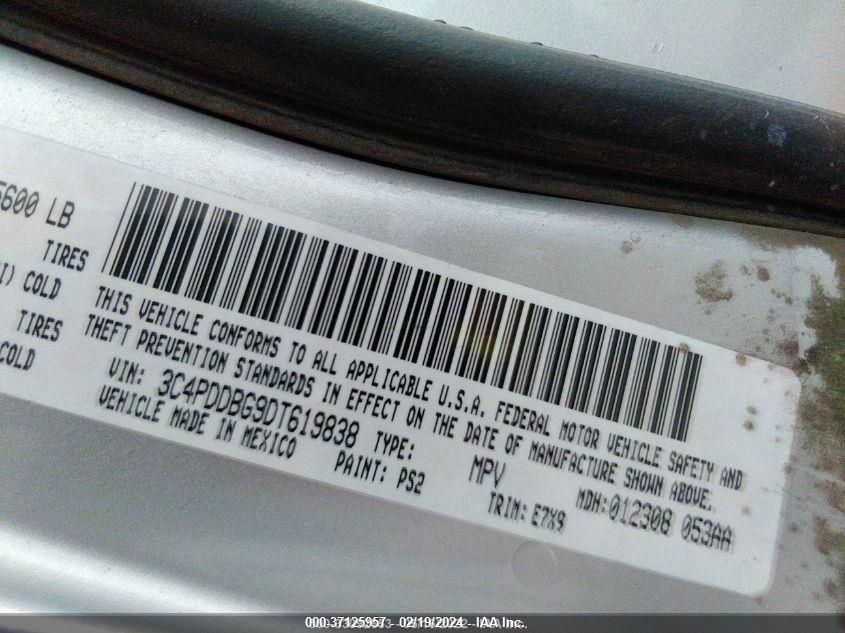 5600 LB
TIRES
I) COLD
TIRES
COLD
THIS VEHICLE CONFORMS TO ALL APPLICABLE U.S.A. FEDERAL MOTOR VEHICLE SAFETY AND
THEFT PREVENTION STANDARDS IN EFFECT ON THE DATE OF MANUFACTURE SHOWN ABOVE.
VIN: 3C4PDDBG9DT619838 TYPE: MPV MDH:012308 053AA
VEHICLE MADE IN MEXICO PAINT: PS2 TRIM: E7X9
000-37125957 - 02/19/2024 IAA Inc.